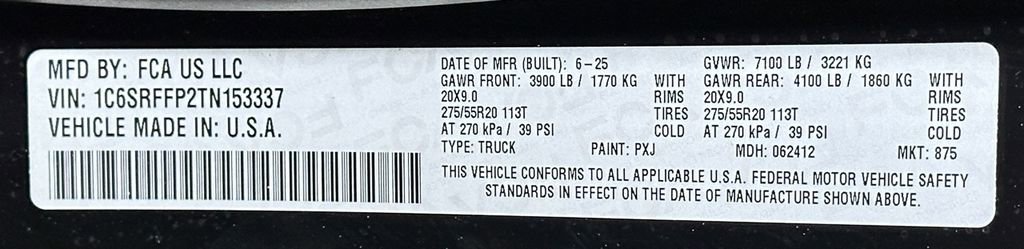 MFD BY: FCA US LLC
VIN: 1C6SRFFP2TN153337
VEHICLE MADE IN: U.S.A.
DATE OF MFR (BUILT): 6-25 GVWR: 7100 LB / 3221 KG
GAWR FRONT: 3900 LB / 1770 KG WITH GAWR REAR: 4100 LB / 1860 KG WITH
20X9.0 RIMS 20X9.0 RIMS
275/55R20 113T TIRES 275/55R20 113T TIRES
AT 270 kPa / 39 PSI COLD AT 270 kPa / 39 PSI COLD
TYPE: TRUCK PAINT: PXJ MDH: 062412 MKT: 875
THIS VEHICLE CONFORMS TO ALL APPLICABLE U.S.A. FEDERAL MOTOR VEHICLE SAFETY
STANDARDS IN EFFECT ON THE DATE OF MANUFACTURE SHOWN ABOVE.